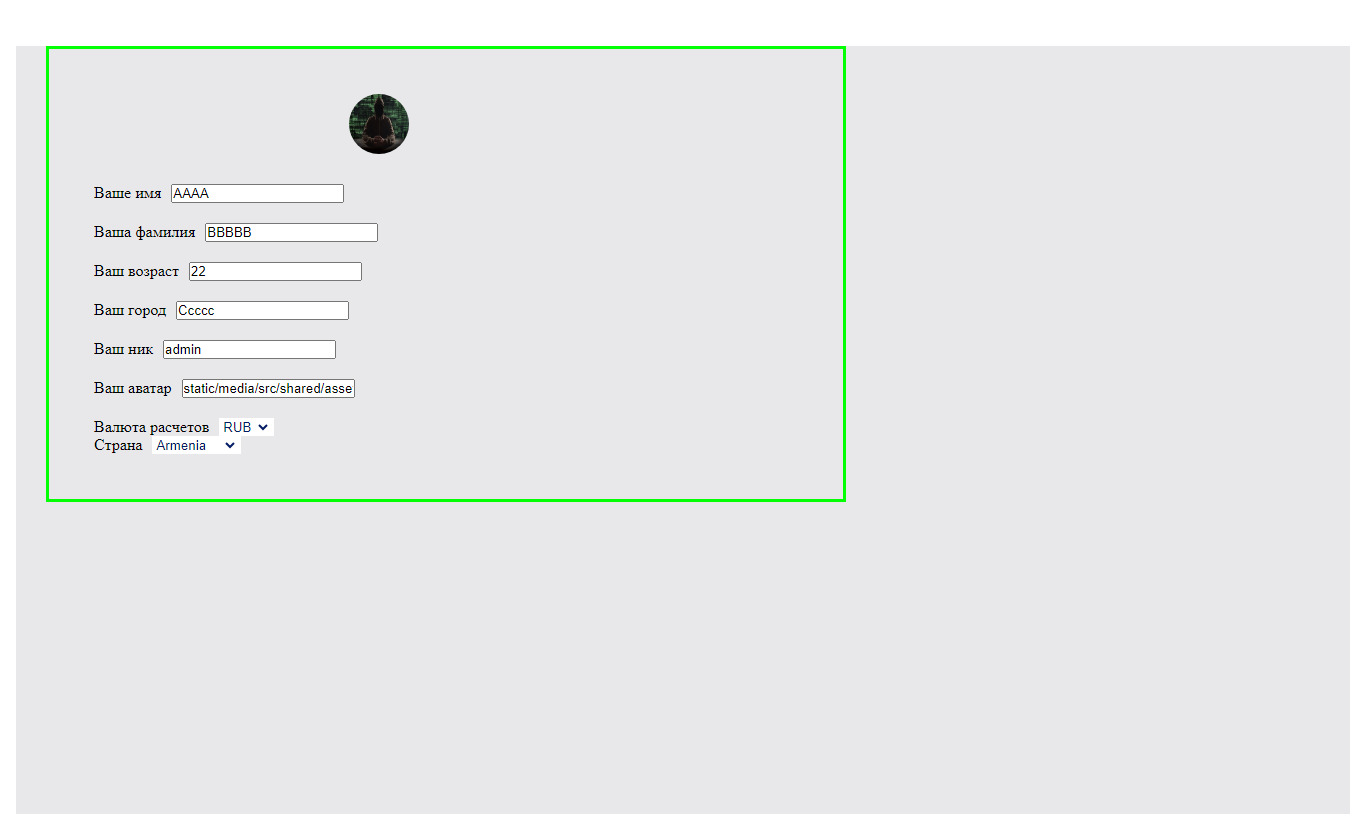 Ваше имя AAAA
Ваша фамилия BBBBB
Ваш возраст 22
Ваш город Ccccc
Ваш ник admin
Ваш аватар static/media/src/shared/asse
Валюта расчетов RUB
Страна Armenia